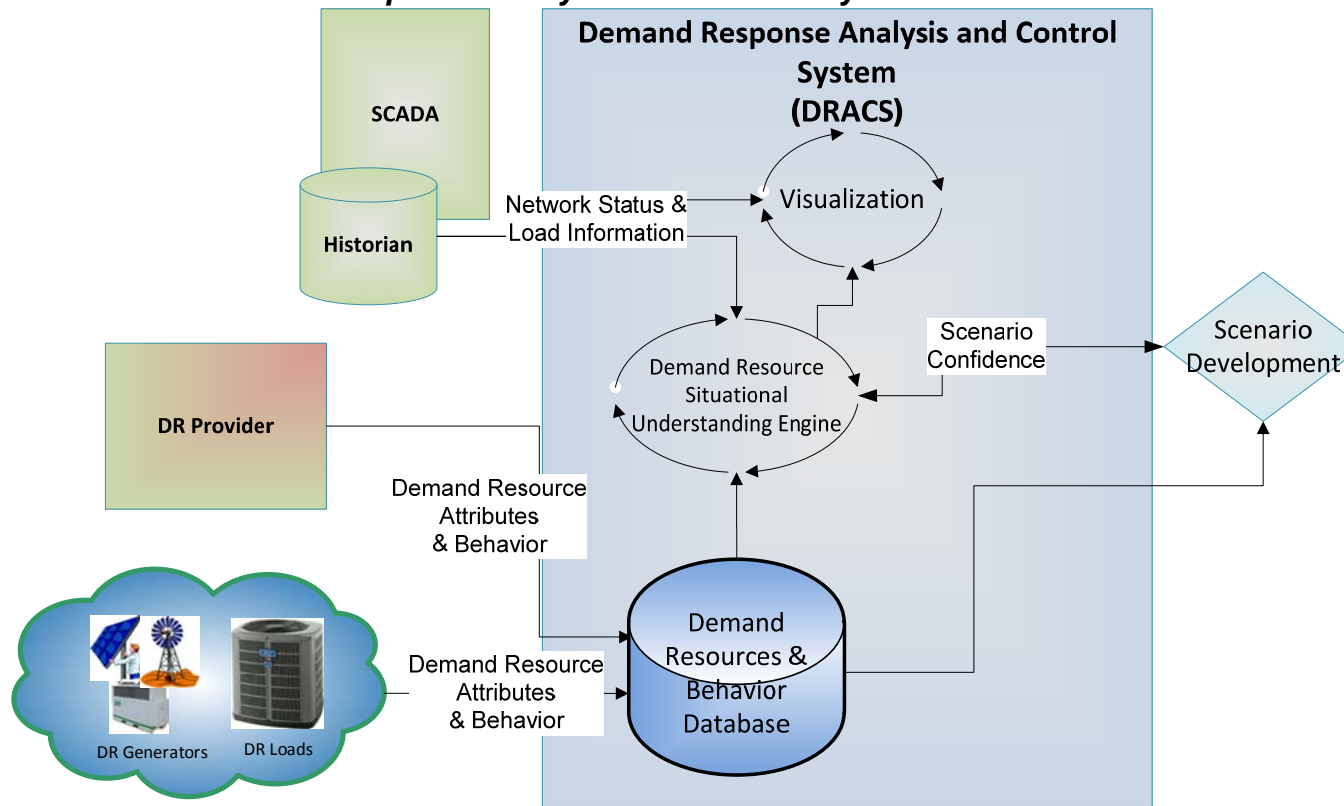 Demand Response Analysis and Control
System
(DRACS)
SCADA
Historian
Network Status &
Load Information
Visualization
Demand Resource
Situational
Understanding Engine
Scenario
Confidence
Scenario
Development
DR Provider
Demand Resource
Attributes
& Behavior
Demand Resource
Attributes
& Behavior
Demand
Resources &
Behavior
Database
DR Generators
DR Loads